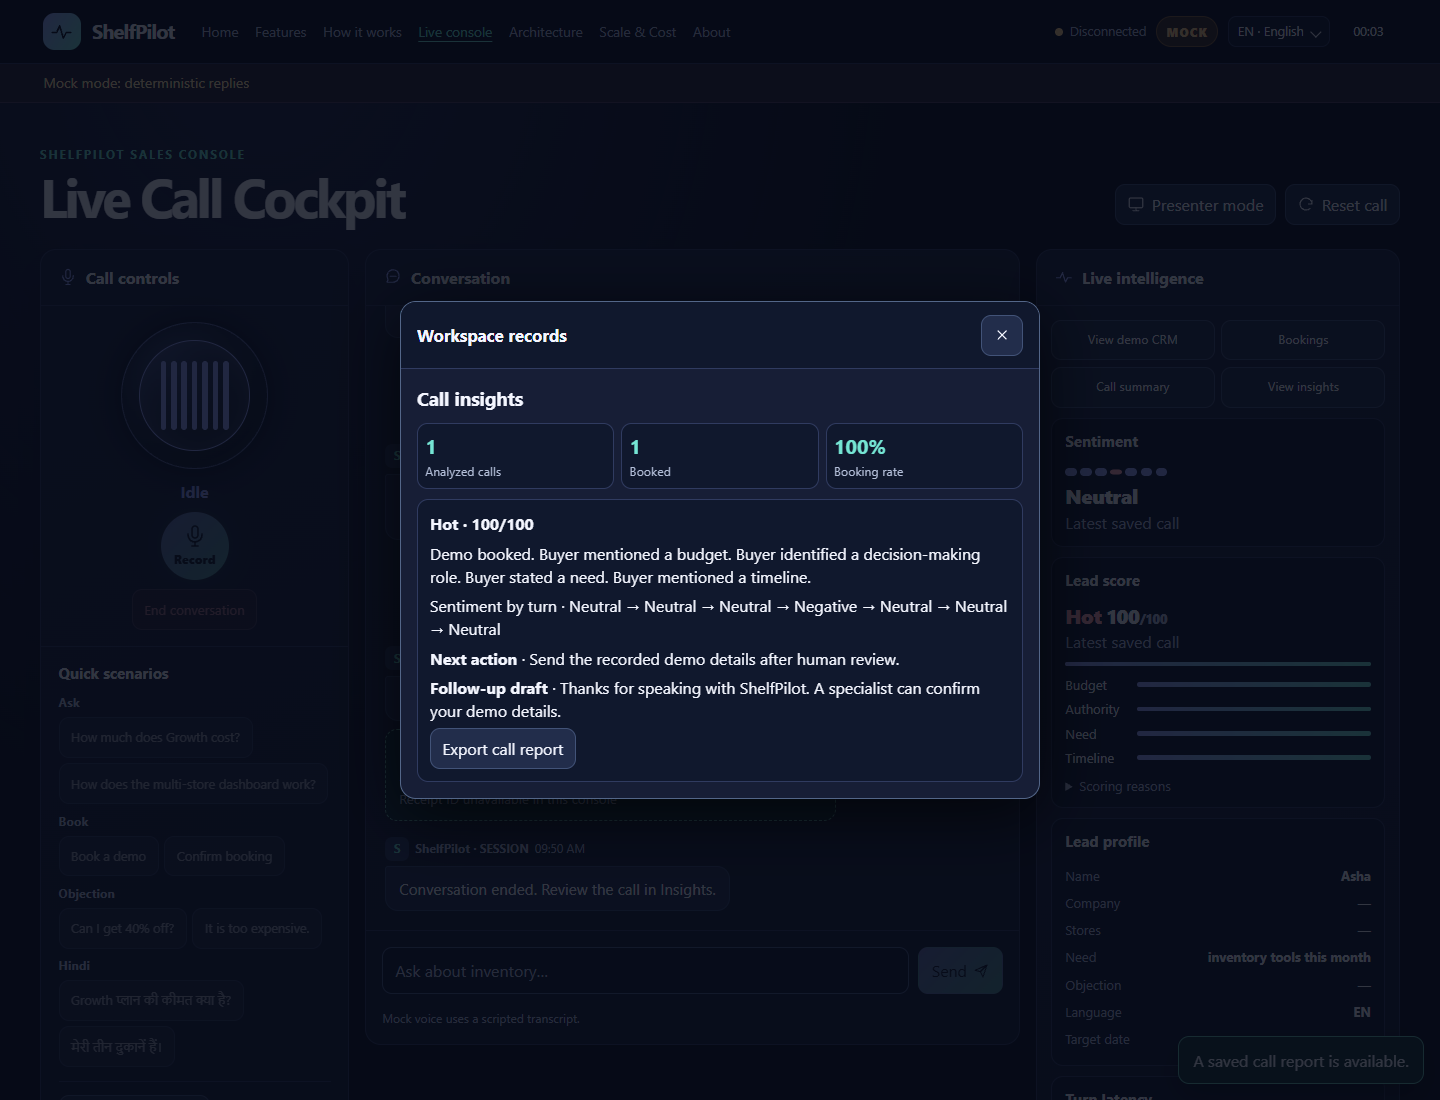 ShelfPilot
Home
Features
How it works
Live console
Architecture
Scale & Cost
About
Disconnected
MOCK
EN · English
00:03
Mock mode: deterministic replies
SHELFPILOT SALES CONSOLE
Live Call Cockpit
Presenter mode
Reset call
Call controls
Idle
Record
End conversation
Quick scenarios
Ask
How much does Growth cost?
How does the multi-store dashboard work?
Book
Book a demo
Confirm booking
Objection
Can I get 40% off?
It is too expensive.
Hindi
Growth प्लान की कीमत क्या है?
मेरी तीन दुकानें हैं।
Conversation
Workspace records
Call insights
1
Analyzed calls
1
Booked
100%
Booking rate
Hot · 100/100
Demo booked. Buyer mentioned a budget. Buyer identified a decision-making
role. Buyer stated a need. Buyer mentioned a timeline.
Sentiment by turn · Neutral → Neutral → Neutral → Negative → Neutral → Neutral
→ Neutral
Next action · Send the recorded demo details after human review.
Follow-up draft · Thanks for speaking with ShelfPilot. A specialist can confirm
your demo details.
Export call report
Receipt ID unavailable in this console
S
ShelfPilot · SESSION 09:50 AM
Conversation ended. Review the call in Insights.
Ask about inventory...
Send
Mock voice uses a scripted transcript.
Live intelligence
View demo CRM
Bookings
Call summary
View insights
Sentiment
Neutral
Latest saved call
Lead score
Hot 100/100
Latest saved call
Budget
Authority
Need
Timeline
Scoring reasons
Lead profile
Name Asha
Company —
Stores —
Need inventory tools this month
Objection —
Language EN
Target date
A saved call report is available.
Turn latency